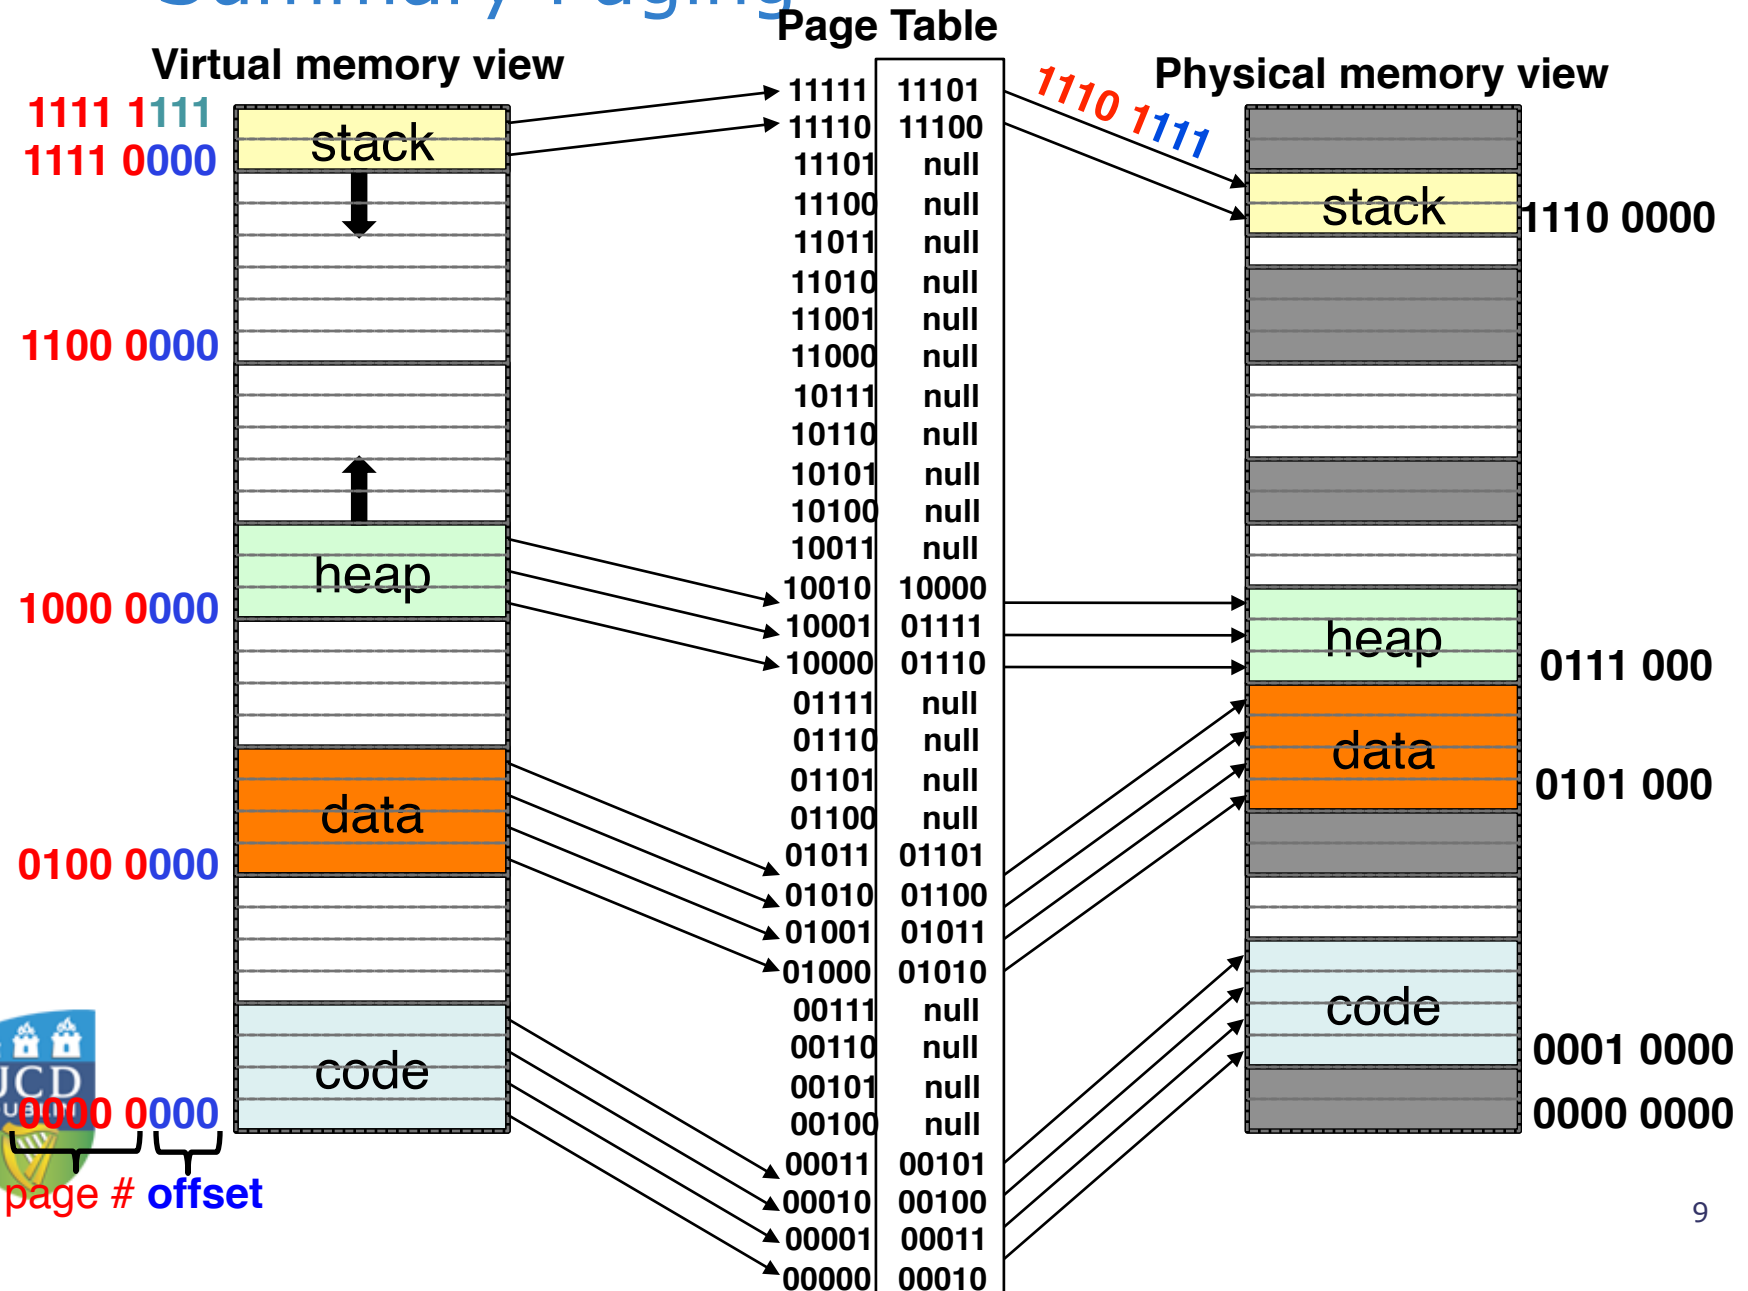 Summary Paging
Page Table
Virtual memory view
Physical memory view
1111 1111
1111 0000
1100 0000
1000 0000
0100 0000
0000 0000
page # offset
stack
heap
data
code
11111 11101
11110 11100
11101 null
11100 null
11011 null
11010 null
11001 null
11000 null
10111 null
10110 null
10101 null
10100 null
10011 null
10010 10000
10001 01111
10000 01110
01111 null
01110 null
01101 null
01100 null
01011 01101
01010 01100
01001 01011
01000 01010
00111 null
00110 null
00101 null
00100 null
00011 00101
00010 00100
00001 00011
00000 00010
1110 1111
stack
1110 0000
heap
0111 000
data
0101 000
code
0001 0000
0000 0000
UCD
DUBLIN
9